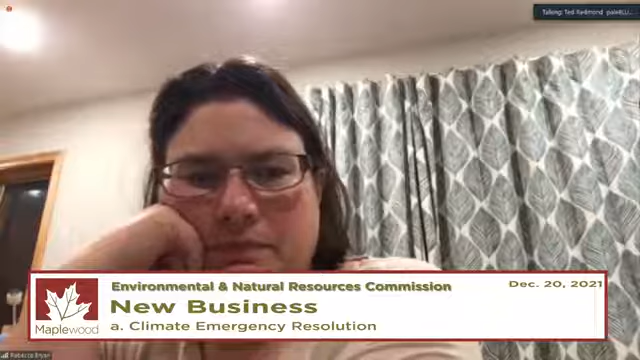 Talking: Ted Redmond
Environmental & Natural Resources Commission
Dec. 20, 2021
New Business
a. Climate Emergency Resolution
Maplewood
Rebecca Bryan